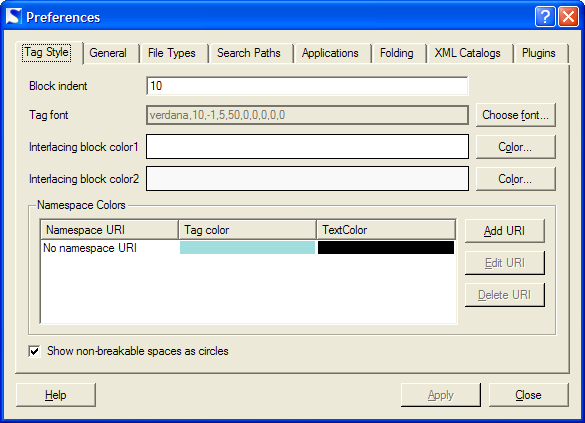 Preferences
Tag Style General File Types Search Paths Applications Folding XML Catalogs Plugins
Block indent 10
Tag font verdana,10,-1,5,50,0,0,0,0,0 Choose font...
Interlacing block color1 Color...
Interlacing block color2 Color...
Namespace Colors
Namespace URI Tag color TextColor Add URI
No namespace URI
Edit URI
Delete URI
Show non-breakable spaces as circles
Help Apply Close